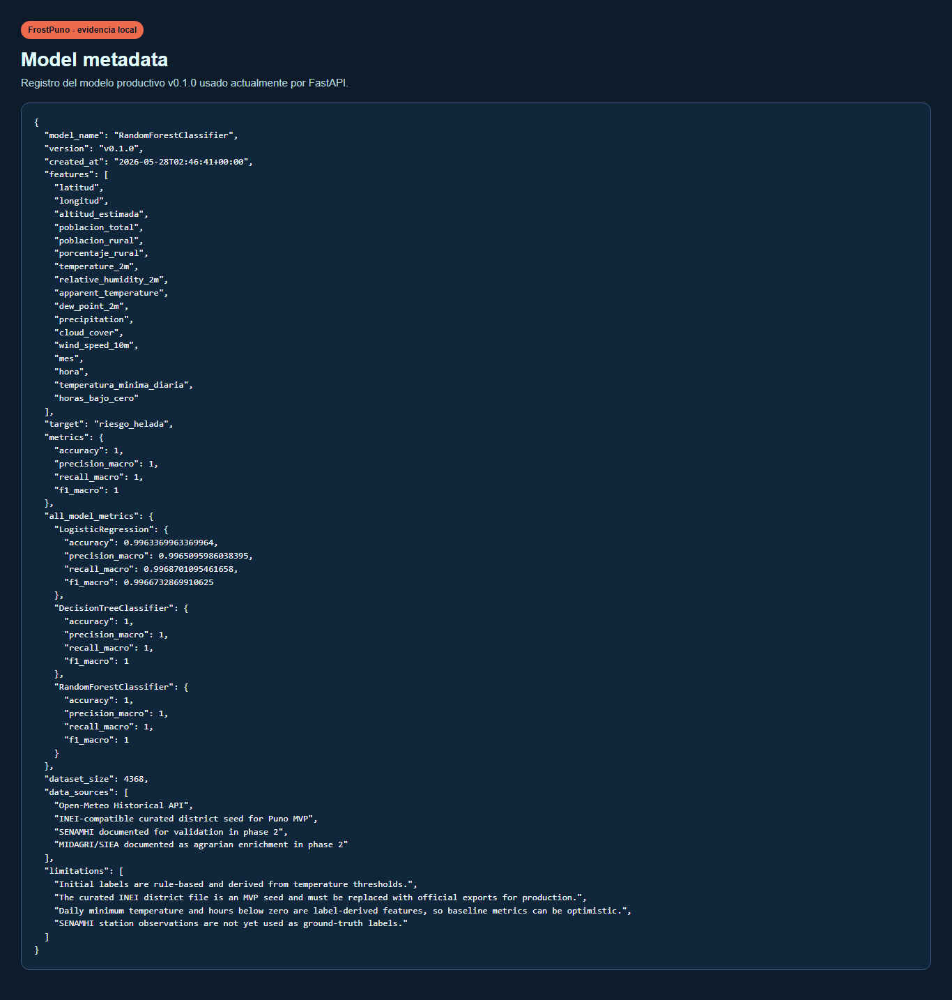 FrostPuno - evidencia local
Model metadata
Registro del modelo productivo v0.1.0 usado actualmente por FastAPI.
{
  "model_name": "RandomForestClassifier",
  "version": "v0.1.0",
  "created_at": "2026-05-28T02:46:41+00:00",
  "features": [
    "latitud",
    "longitud",
    "altitud_estimada",
    "poblacion_total",
    "poblacion_rural",
    "porcentaje_rural",
    "temperature_2m",
    "relative_humidity_2m",
    "apparent_temperature",
    "dew_point_2m",
    "precipitation",
    "cloud_cover",
    "wind_speed_10m",
    "mes",
    "hora",
    "temperatura_minima_diaria",
    "horas_bajo_cero"
  ],
  "target": "riesgo_helada",
  "metrics": {
    "accuracy": 1,
    "precision_macro": 1,
    "recall_macro": 1,
    "f1_macro": 1
  },
  "all_model_metrics": {
    "LogisticRegression": {
      "accuracy": 0.9963369963369964,
      "precision_macro": 0.9965095986038395,
      "recall_macro": 0.9968701095461658,
      "f1_macro": 0.9966732869910625
    },
    "DecisionTreeClassifier": {
      "accuracy": 1,
      "precision_macro": 1,
      "recall_macro": 1,
      "f1_macro": 1
    },
    "RandomForestClassifier": {
      "accuracy": 1,
      "precision_macro": 1,
      "recall_macro": 1,
      "f1_macro": 1
    }
  },
  "dataset_size": 4368,
  "data_sources": [
    "Open-Meteo Historical API",
    "INEI-compatible curated district seed for Puno MVP",
    "SENAMHI documented for validation in phase 2",
    "MIDAGRI/SIEA documented as agrarian enrichment in phase 2"
  ],
  "limitations": [
    "Initial labels are rule-based and derived from temperature thresholds.",
    "The curated INEI district file is an MVP seed and must be replaced with official exports for production.",
    "Daily minimum temperature and hours below zero are label-derived features, so baseline metrics can be optimistic.",
    "SENAMHI station observations are not yet used as ground-truth labels."
  ]
}